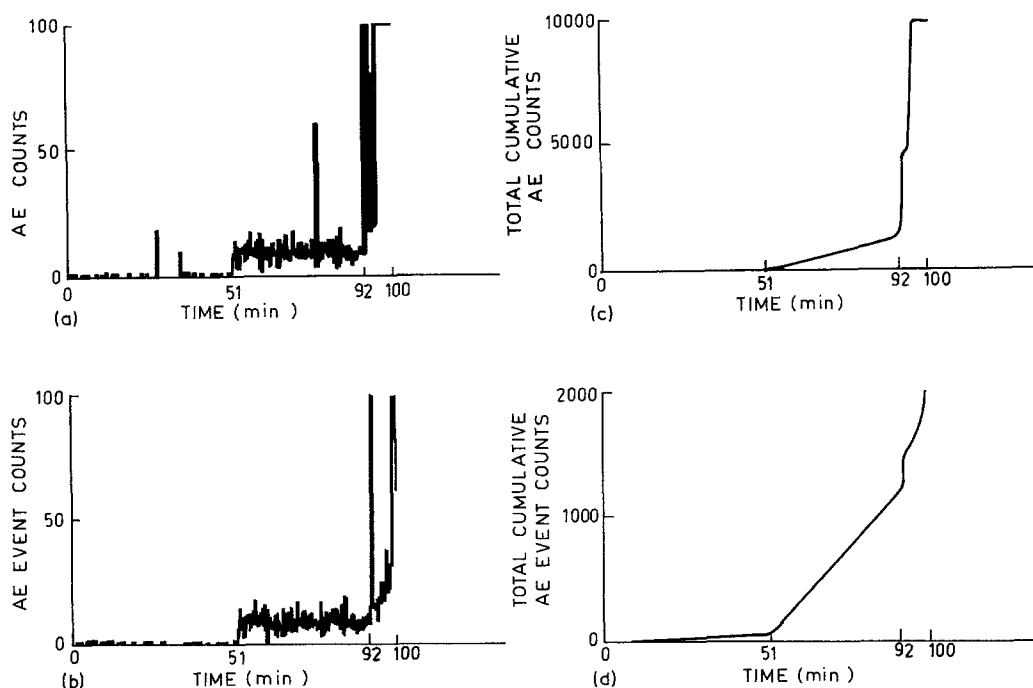 100
50
0
AE COUNTS
0
51
92
100
TIME (min)
(a)
10000
5000
0
TOTAL CUMULATIVE
AE COUNTS
0
51
92
100
TIME (min)
(c)
100
50
0
AE EVENT COUNTS
0
51
92
100
TIME (min)
(b)
2000
1000
0
TOTAL CUMULATIVE
AE EVENT COUNTS
0
51
92
100
TIME (min)
(d)